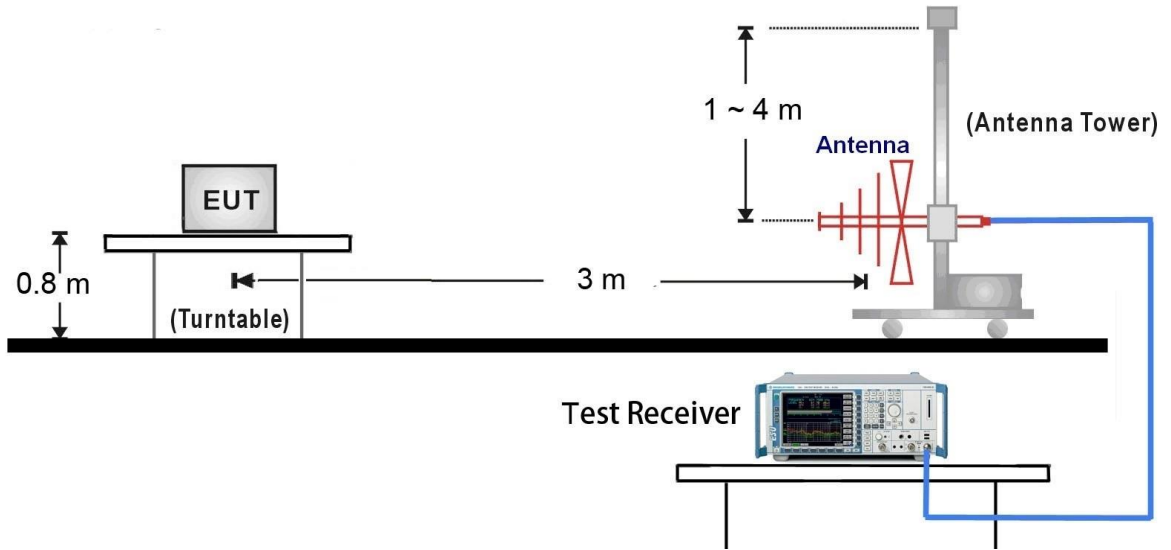 1 ~ 4 m
(Antenna Tower)
Antenna
EUT
0.8 m
3 m
(Turntable)
Test Receiver